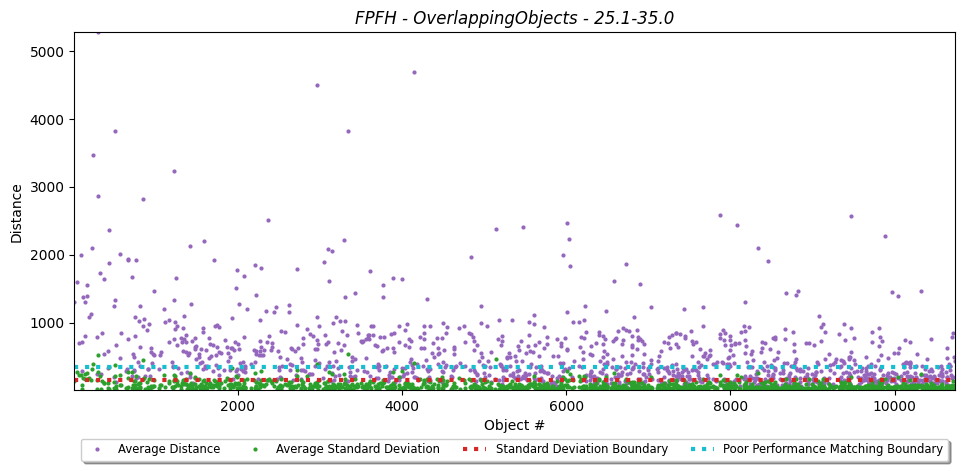 FPFH - OverlappingObjects - 25.1-35.0
5000
4000
3000
2000
1000
Distance
2000 4000 6000 8000 10000
Object #
Average Distance Average Standard Deviation Standard Deviation Boundary Poor Performance Matching Boundary